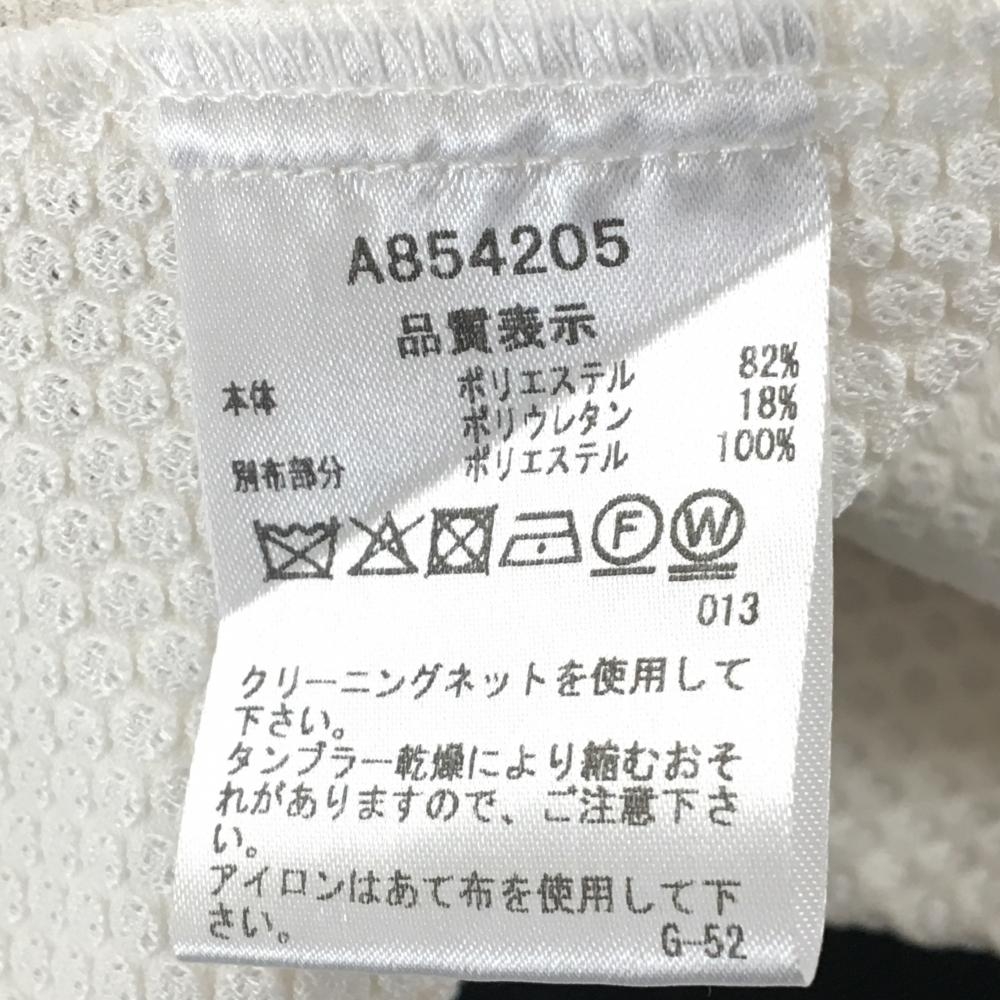 A854205
品質表示
本体 ポリエステル 82%
ポリウレタン 18%
別布部分 ポリエステル 100%
F W
013
クリーニングネットを使用して
下さい。
タンブラー乾燥により縮むおそ
れがありますので、ご注意下さ
い。
アイロンはあて布を使用して下
さい。
G-52